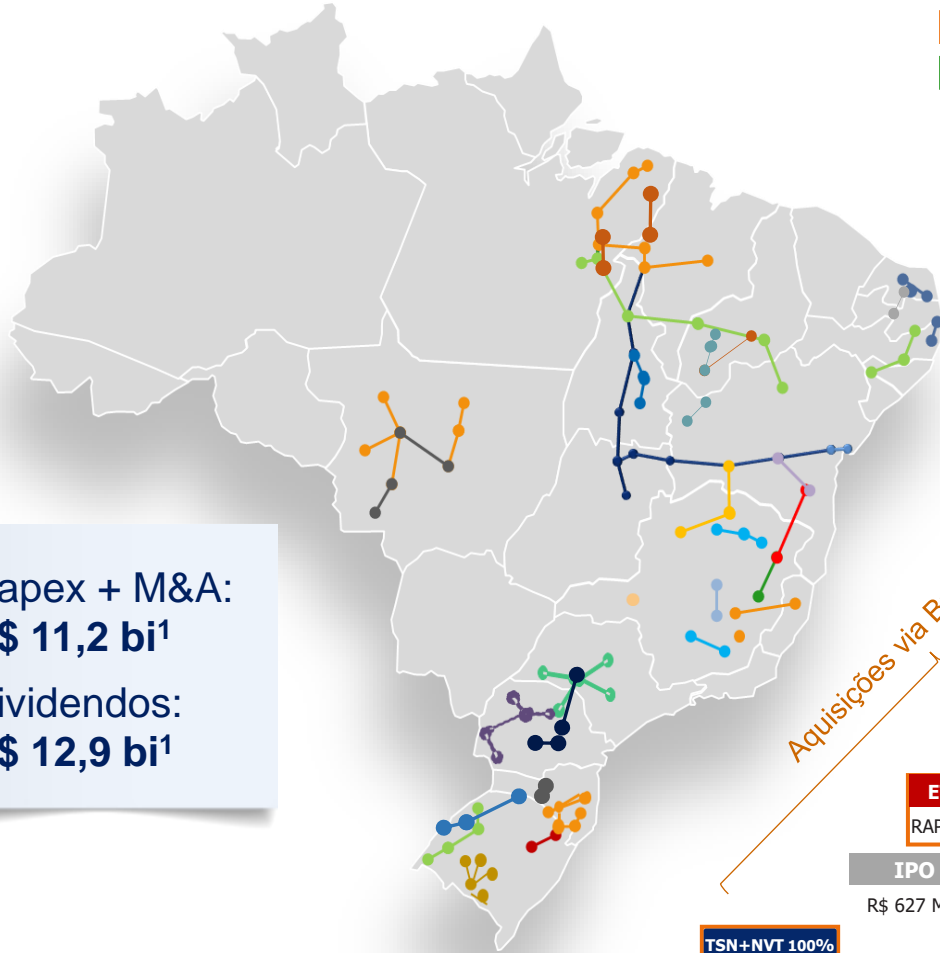 apex + M&A:
$ 11,2 bi¹
ividendos:
$ 12,9 bi¹
Aquisições via B
E
RAP
IPO
R$ 627 M
TSN+NVT 100%